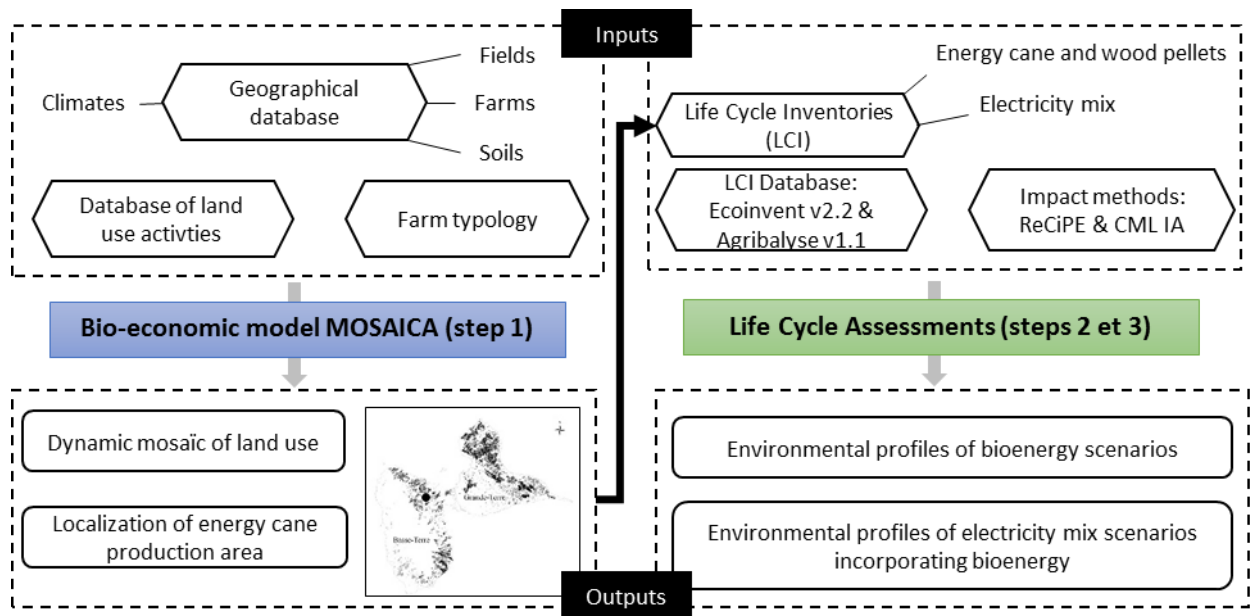 Inputs
Climates
Geographical
database
Fields
Farms
Soils
Database of land
use activties
Farm typology
Energy cane and wood pellets
Life Cycle Inventories
(LCI)
Electricity mix
LCI Database:
Ecoinvent v2.2 &
Agribalyse v1.1
Impact methods:
ReCiPE & CML IA
Bio-economic model MOSAICA (step 1)
Life Cycle Assessments (steps 2 et 3)
Dynamic mosaïc of land use
Localization of energy cane
production area
Grande-Terre
Basse-Terre
Environmental profiles of bioenergy scenarios
Environmental profiles of electricity mix scenarios
incorporating bioenergy
Outputs